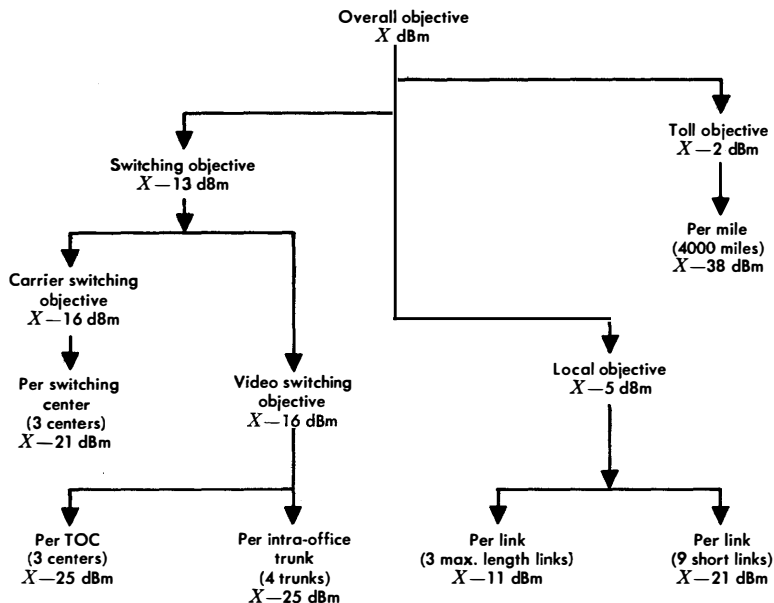 Overall objective
X dBm
Toll objective
X—2 dBm
Per mile
(4000 miles)
X—38 dBm
Switching objective
X—13 d8m
Carrier switching
objective
X—16 d8m
Per switching
center
(3 centers)
X—21 dBm
Video switching
objective
X—16 dBm
Local objective
X—5 d8m
Per TOC
(3 centers)
X—25 dBm
Per intra-office
trunk
(4 trunks)
X—25 dBm
Per link
(3 max. length links)
X—11 dBm
Per link
(9 short links)
X—21 dBm